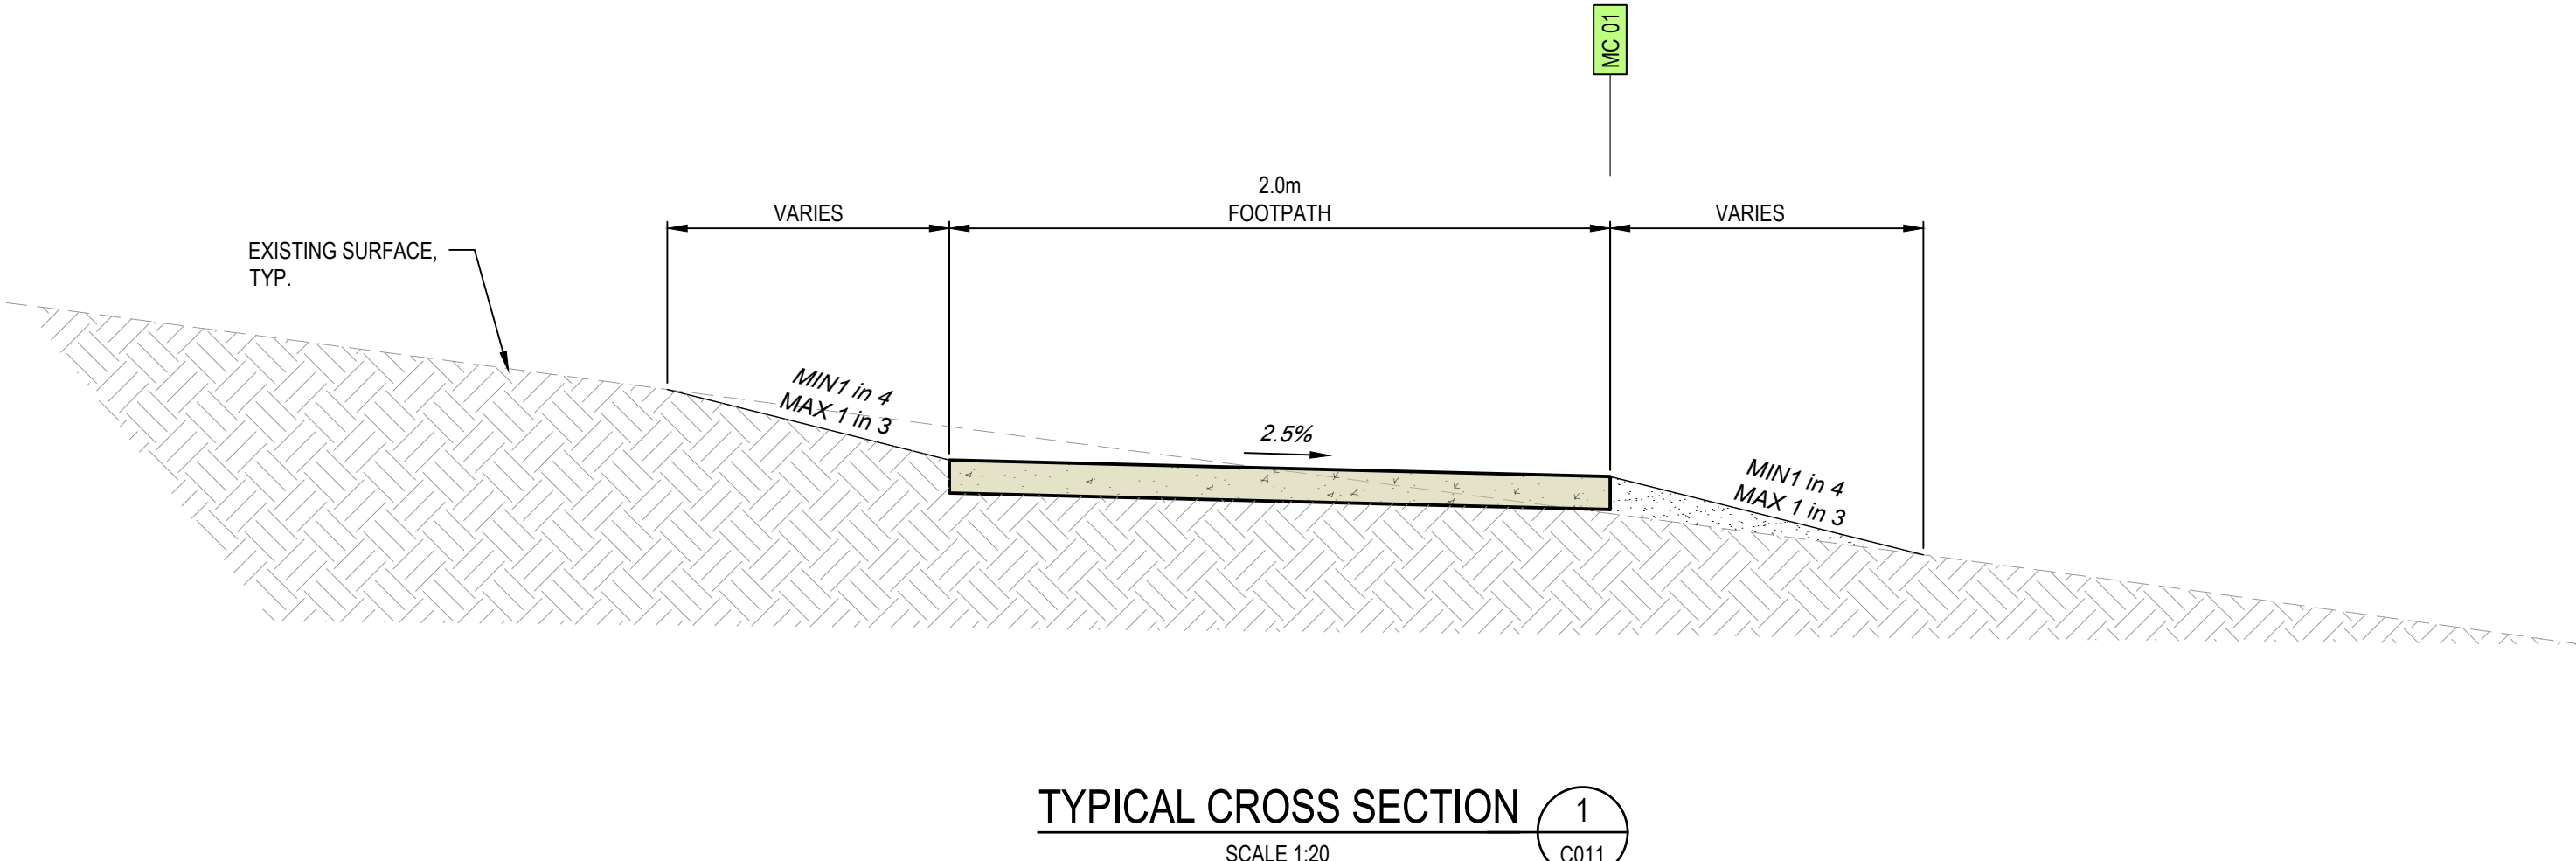 MC 01
2.0m
VARIES
FOOTPATH
VARIES
EXISTING SURFACE,
TYP.
MIN1 in 4
MAX 1 in 3
2.5%
MIN1 in 4
MAX 1 in 3
TYPICAL CROSS SECTION
1
SCALE 1:20
C011